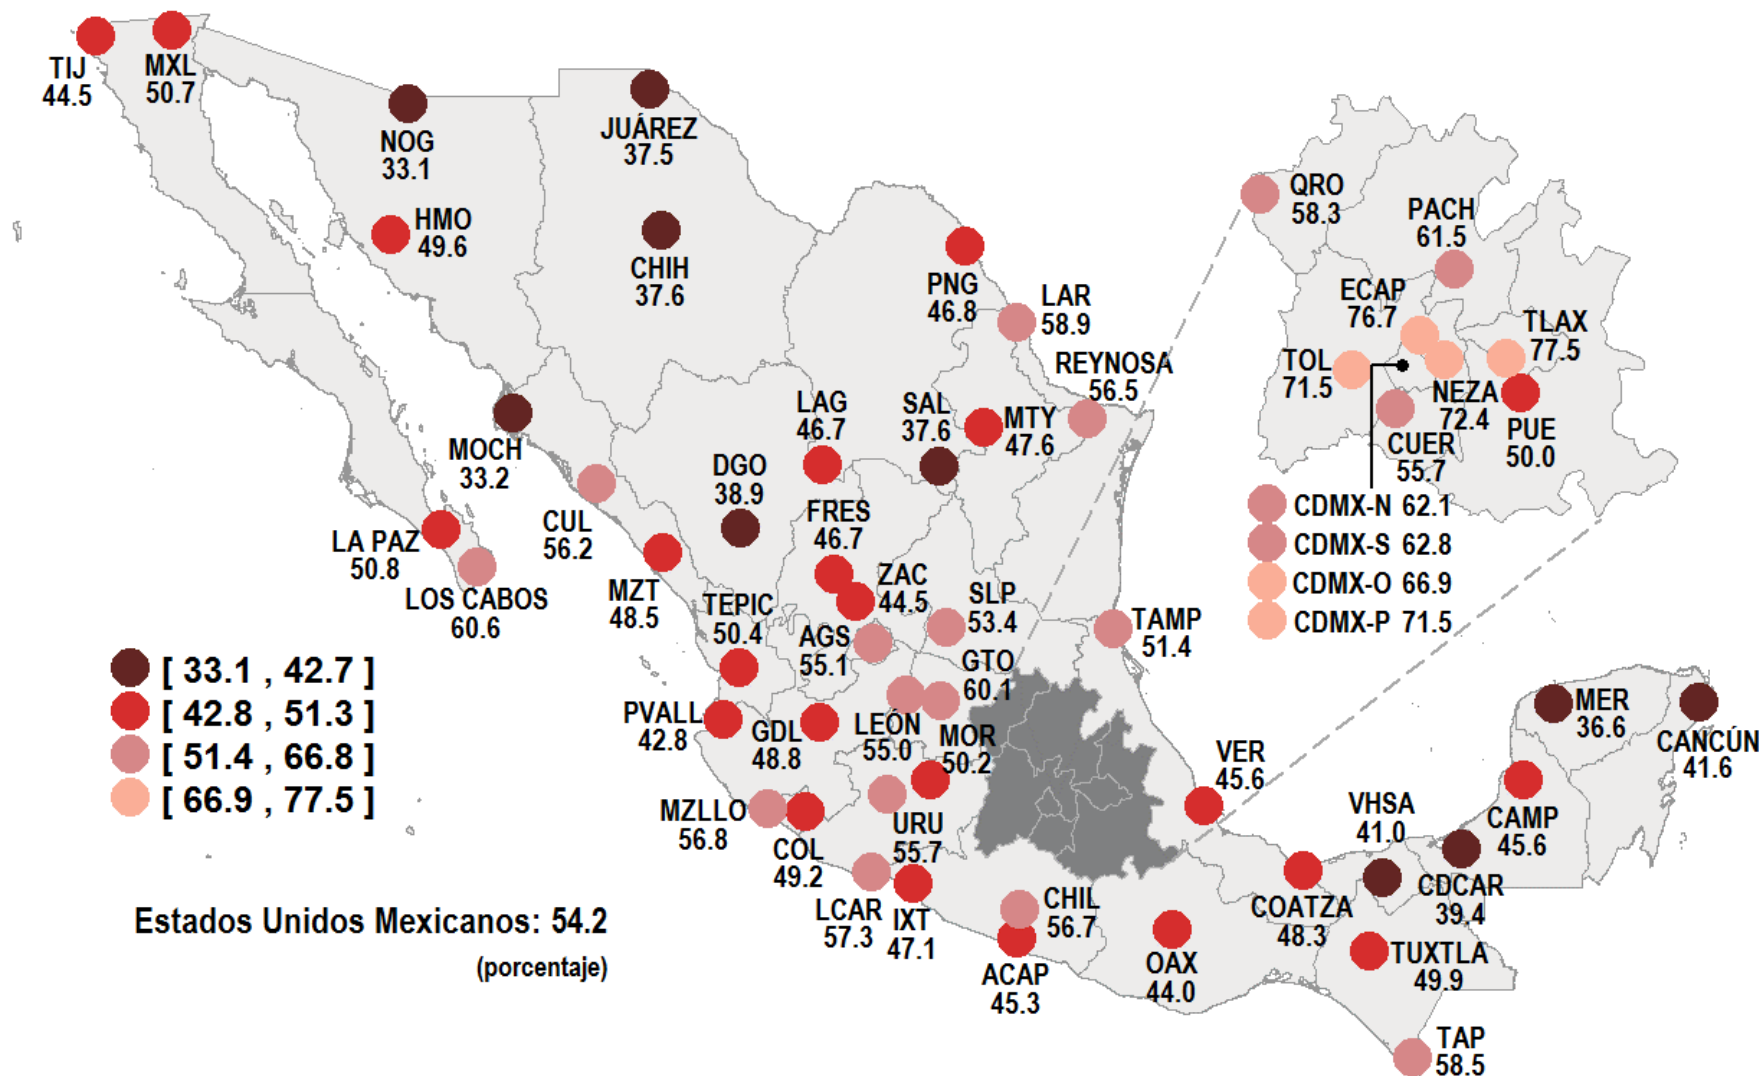 TIJ
44.5
MXL
50.7
NOG
33.1
JUÁREZ
37.5
HMO
49.6
CHIH
37.6
PNG
46.8
LAR
58.9
REYNOSA
56.5
QRO
58.3
PACH
61.5
ECAP
76.7
TLAX
77.5
TOL
71.5
NEZA
72.4
PUE
50.0
CUER
55.7
CDMX-N 62.1
CDMX-S 62.8
CDMX-O 66.9
CDMX-P 71.5
LAG
46.7
SAL
37.6
MTY
47.6
MOCH
33.2
DGO
38.9
CUL
56.2
FRES
46.7
LA PAZ
50.8
LOS CABOS
60.6
MZT
48.5
ZAC
44.5
SLP
53.4
TAMP
51.4
TEPIC
50.4
AGS
55.1
GTO
60.1
PVALL
42.8
GDL
48.8
LEÓN
55.0
MOR
50.2
MZLLO
56.8
COL
49.2
URU
55.7
LCAR
57.3
IXT
47.1
CHIL
56.7
ACAP
45.3
OAX
44.0
VER
45.6
COATZA
48.3
VHSA
41.0
CDCAR
39.4
CAMP
45.6
MER
36.6
CANCÚN
41.6
TUXTLA
49.9
TAP
58.5
[ 33.1 , 42.7 ]
[ 42.8 , 51.3 ]
[ 51.4 , 66.8 ]
[ 66.9 , 77.5 ]
Estados Unidos Mexicanos: 54.2
(porcentaje)